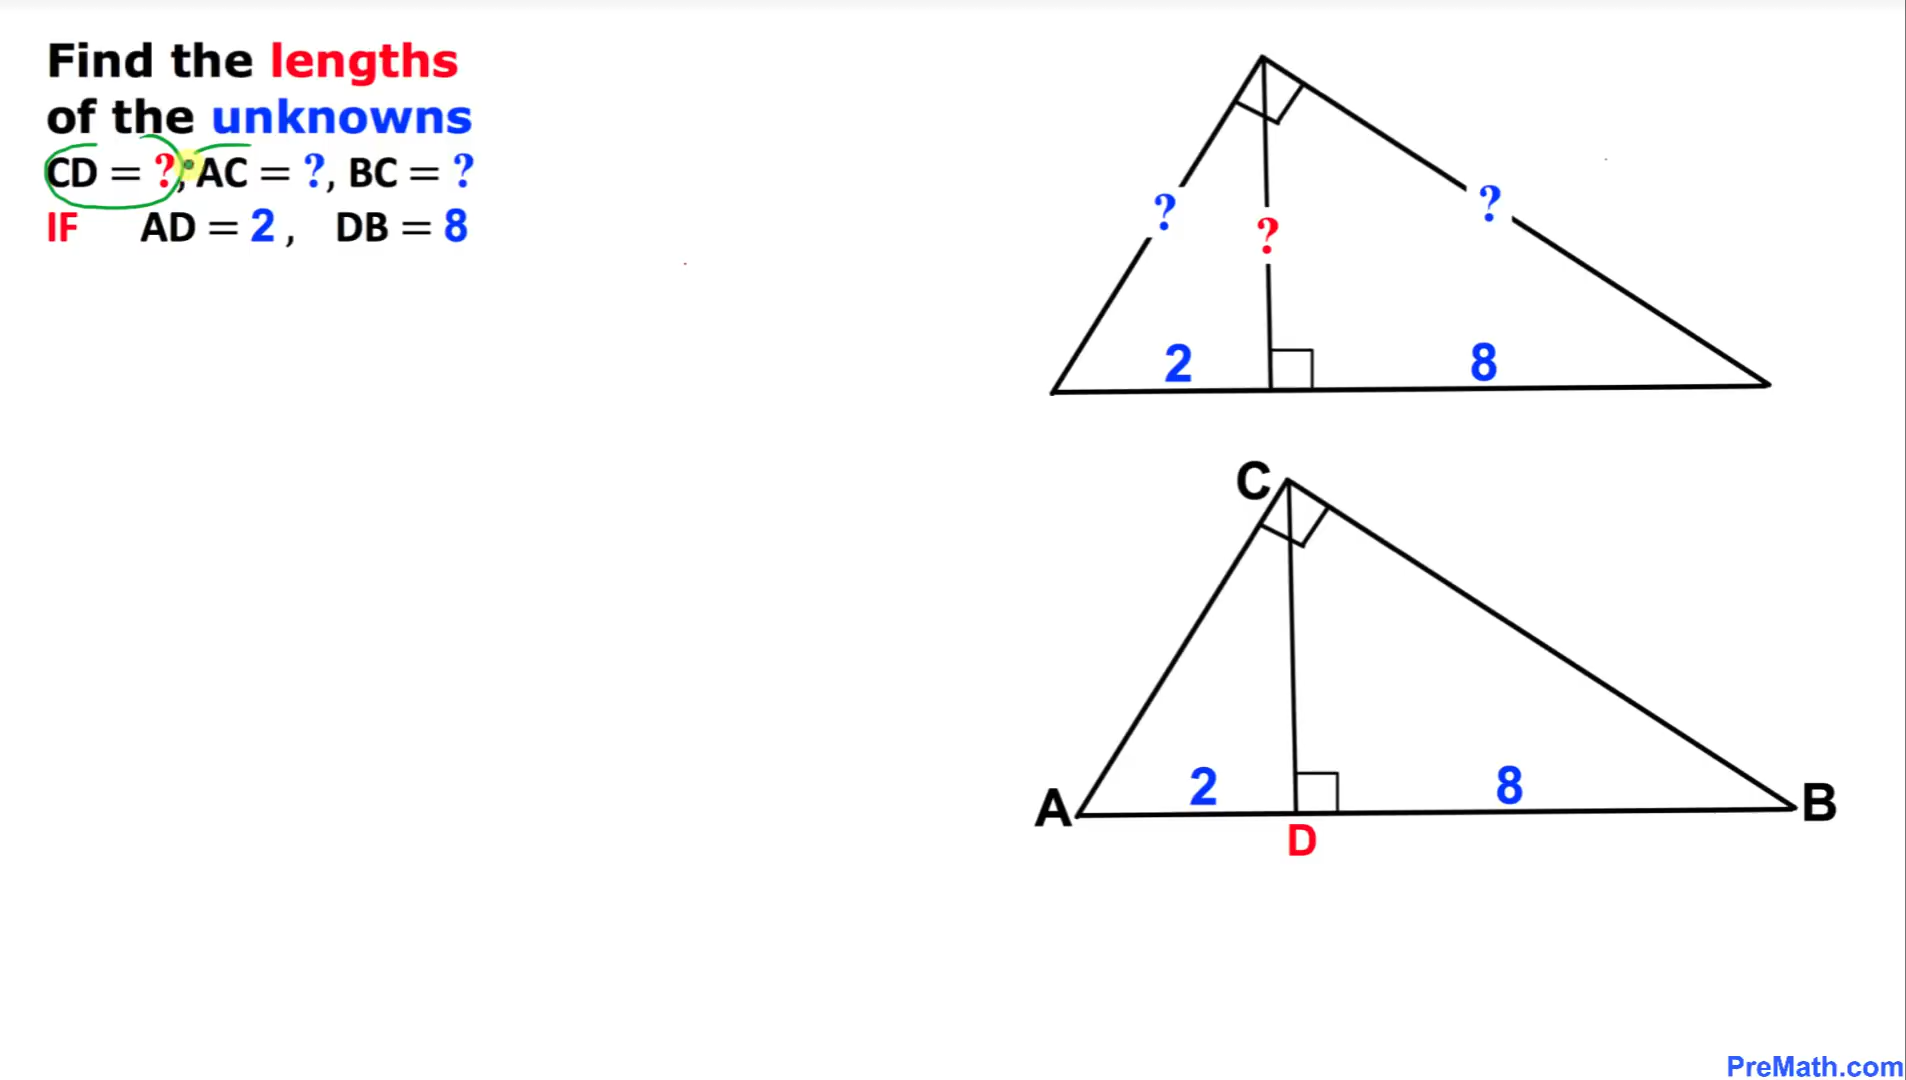 Find the lengths
of the unknowns
CD = ?, AC = ?, BC = ?
IF AD = 2, DB = 8
?
?
?
2
8
C
A
2
8
B
D
PreMath.com